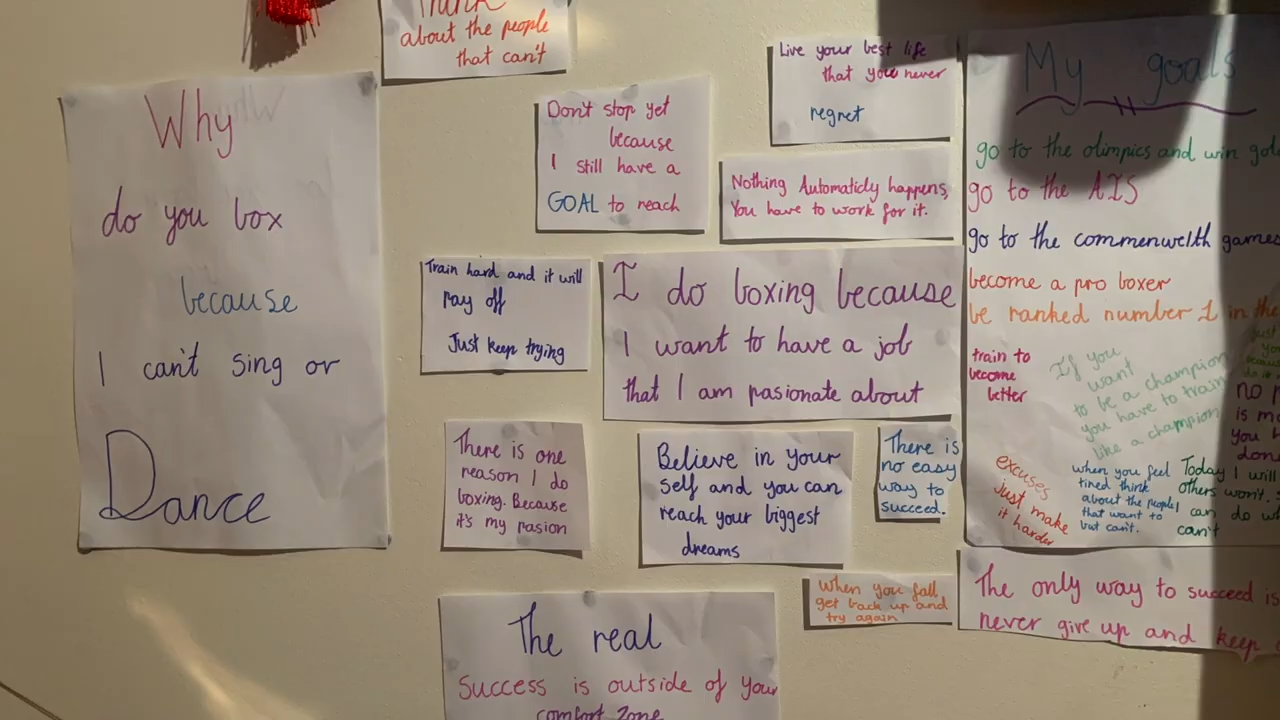 Think
about the people
that can't
Why
do you box
because
I can't sing or
Dance
Don't stop yet
because
I still have a
GOAL to reach
Live your best life
that you never
regret
Nothing Automaticly happens,
You have to work for it.
Train hard and it will
pay off
Just keep trying
I do boxing because
I want to have a job
that I am pasionate about
There is one
reason I do
boxing. Because
it's my pasion
Believe in your
self and you can
reach your biggest
dreams
There is
no easy
way to
succeed.
When you fall
get back up and
try again
The real
Success is outside of your
comfort zone
My goals
go to the olimpics and win gold
go to the AIS
go to the commenwelth games
become a pro boxer
be ranked number 1 in the
train to
become
better
If you
want
to be a champion
you have to train
like a champion
excuses
just make
it harder
when you feel
tired think
about the people
that want to
but can't.
Today I will
others won't.
I can do
can't
no
is
you
done
The only way to succeed is
never give up and keep